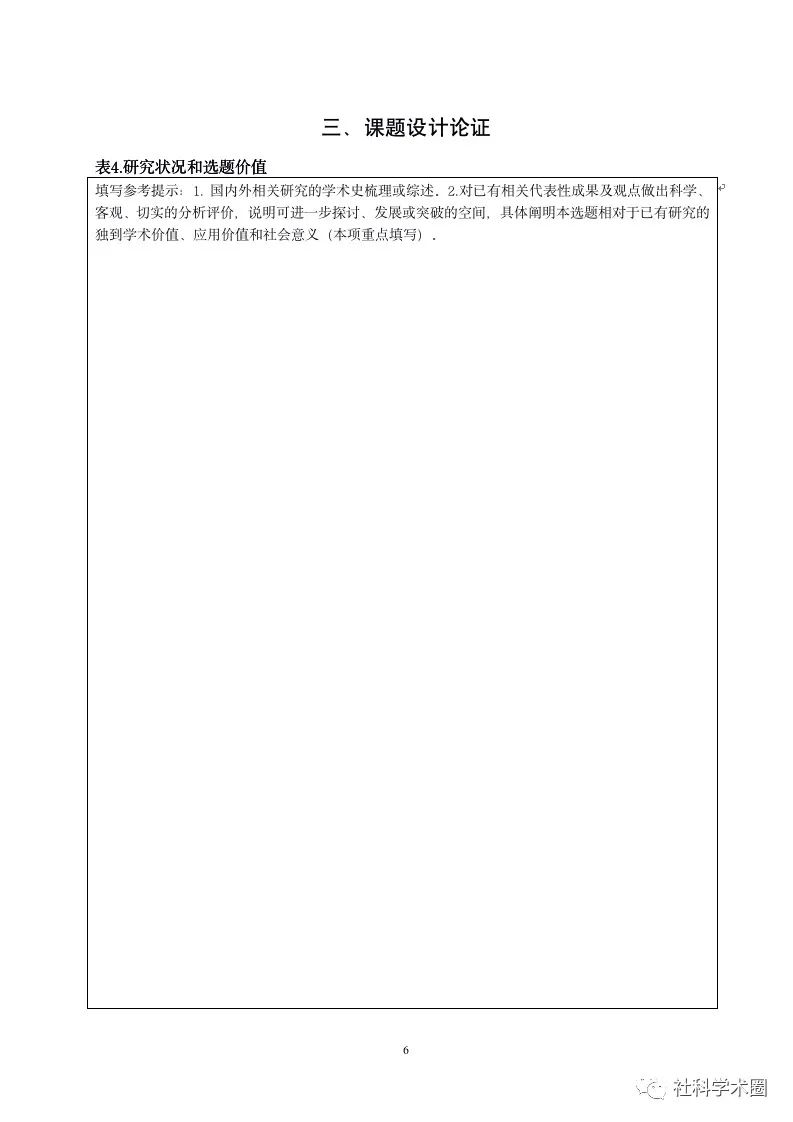 三、课题设计论证
表4.研究状况和选题价值
填写参考提示：1. 国内外相关研究的学术史梳理或综述．2.对已有相关代表性成果及观点做出科学、
客观、切实的分析评价，说明可进一步探讨、发展或突破的空间，具体阐明本选题相对于已有研究的
独到学术价值、应用价值和社会意义（本项重点填写）．
6
社科学术圈